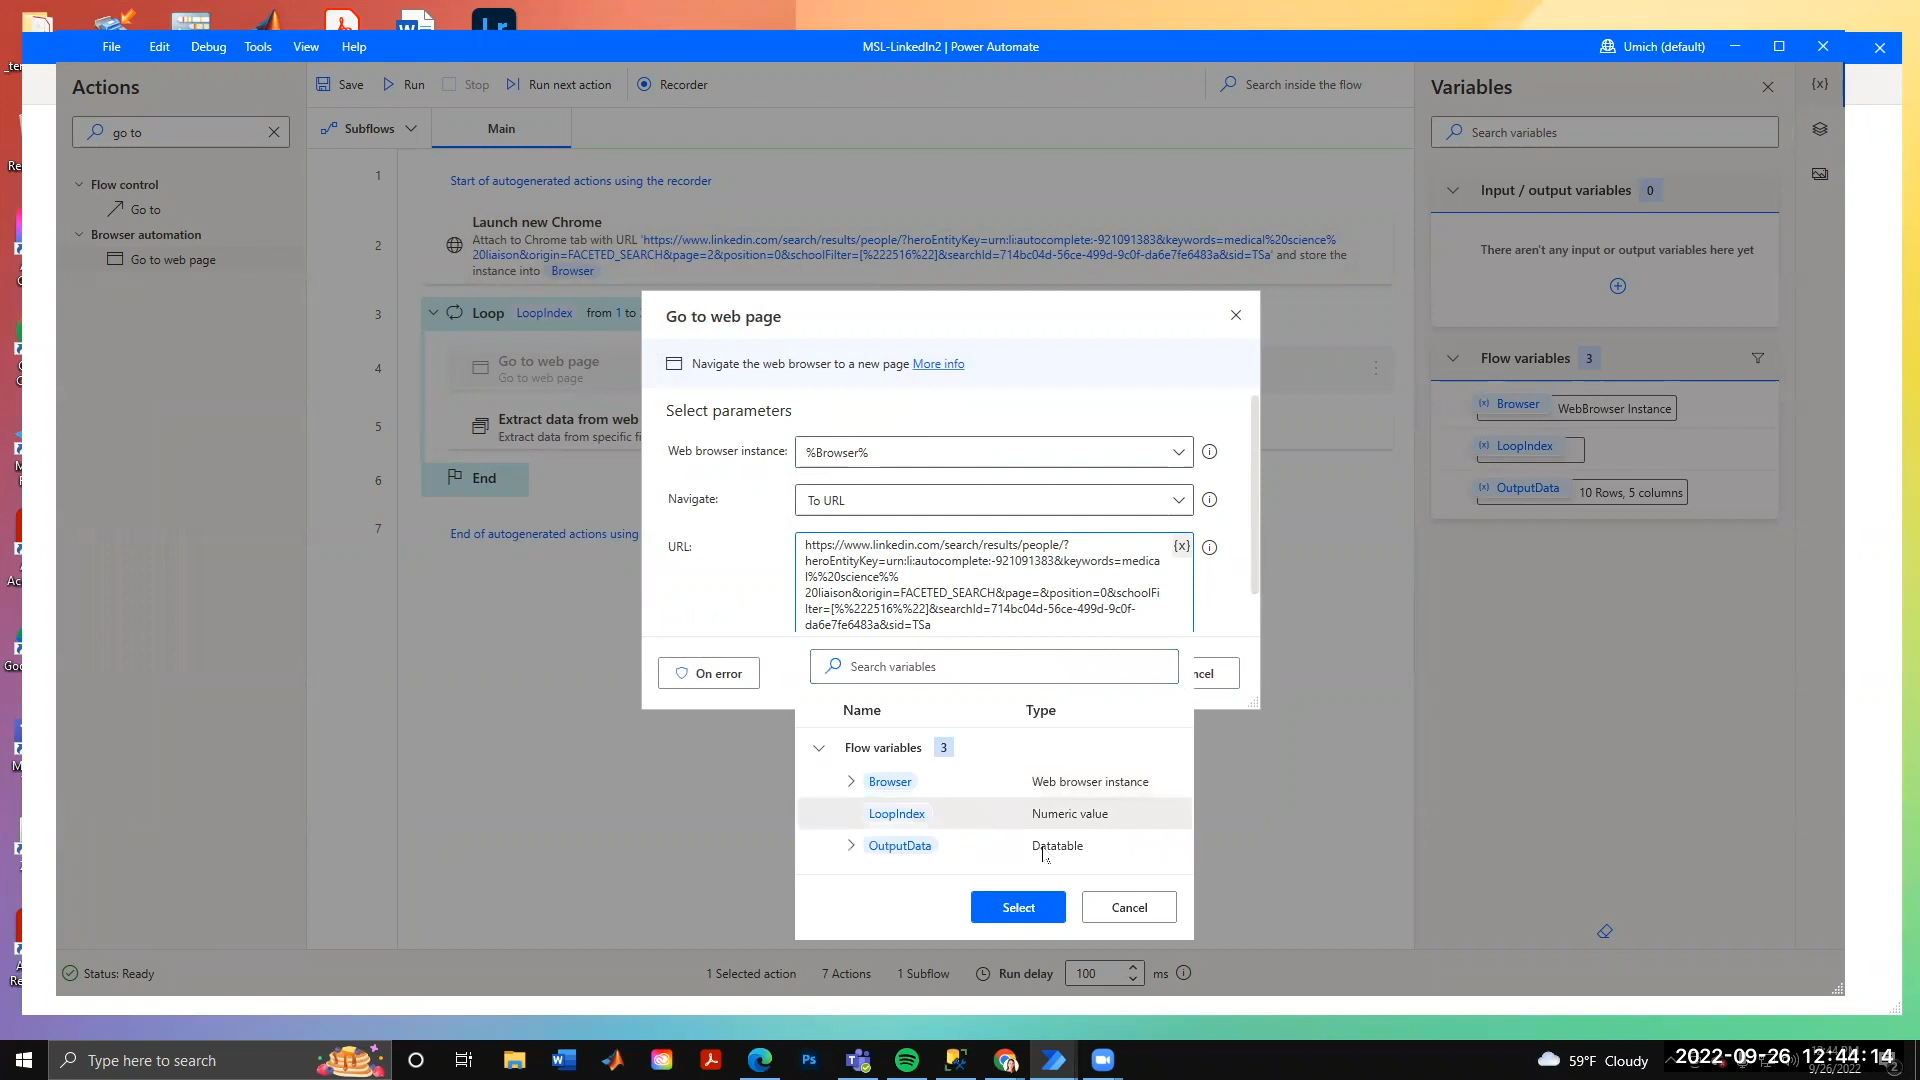 File Edit Debug Tools View Help
MSL-LinkedIn2 | Power Automate
Umich (default)
Actions
Save Run Stop Run next action Recorder
Search inside the flow
Variables
{x}
go to
Subflows
Main
Search variables
Flow control
Go to
Browser automation
Go to web page
1
Start of autogenerated actions using the recorder
Input / output variables 0
There aren't any input or output variables here yet
2
Launch new Chrome
Attach to Chrome tab with URL 'https://www.linkedin.com/search/results/people/?heroEntityKey=urn:li:autocomplete:-921091383&keywords=medical%20science%
20liaison&origin=FACETED_SEARCH&page=2&position=0&schoolFilter=[%222516%22]&searchId=714bc04d-56ce-499d-9c0f-da6e7fe6483a&sid=TSa' and store the
instance into Browser
3
Loop LoopIndex from 1 to
4
Go to web page
Go to web page
5
Extract data from web
Extract data from specific fi
6
End
7
End of autogenerated actions using
Flow variables 3
(x) Browser WebBrowser Instance
(x) LoopIndex
(x) OutputData 10 Rows, 5 columns
Go to web page
Navigate the web browser to a new page More info
Select parameters
Web browser instance: %Browser%
Navigate: To URL
URL:
https://www.linkedin.com/search/results/people/?
{x}
heroEntityKey=urn:li:autocomplete:-921091383&keywords=medica
l%%20science%%
20liaison&origin=FACETED_SEARCH&page=&position=0&schoolFi
lter=[%%222516%%22]&searchId=714bc04d-56ce-499d-9c0f-
da6e7fe6483a&sid=TSa
On error
Search variables
ncel
Name Type
Flow variables 3
Browser Web browser instance
LoopIndex Numeric value
OutputData Datatable
Select Cancel
Status: Ready
1 Selected action 7 Actions 1 Subflow Run delay 100 ms
Type here to search
59°F Cloudy
2022-09-26 12:44:14
9/26/2022